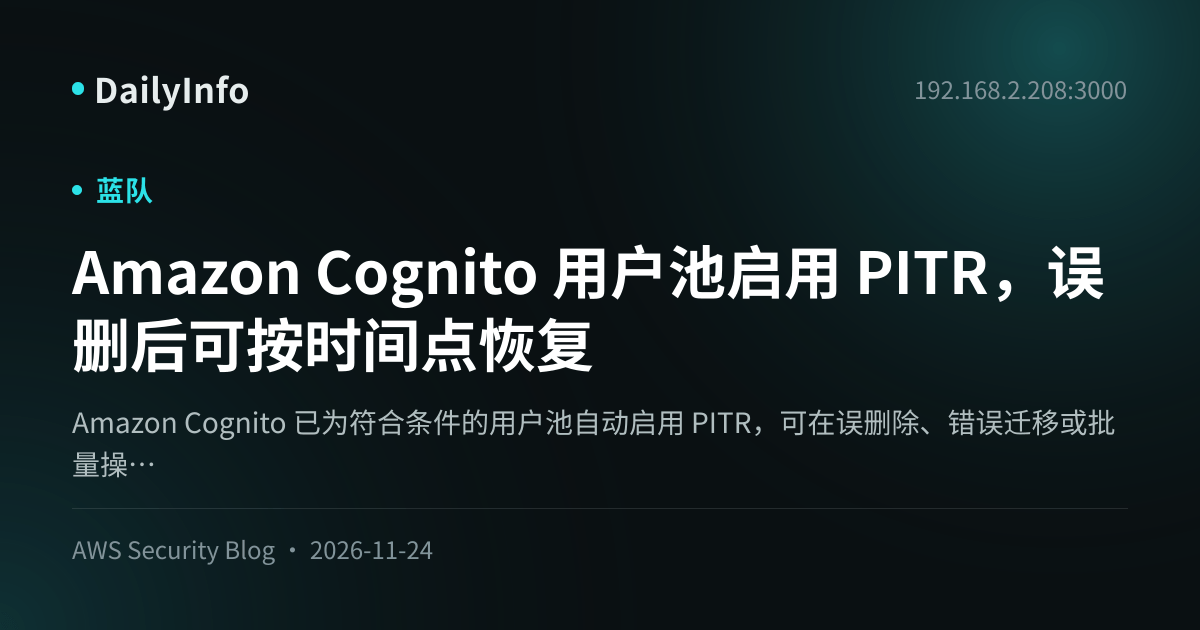 DailyInfo
192.168.2.208:3000
蓝队
Amazon Cognito 用户池启用 PITR，误
删后可按时间点恢复
Amazon Cognito 已为符合条件的用户池自动启用 PITR，可在误删除、错误迁移或批
量操…
AWS Security Blog · 2026-11-24